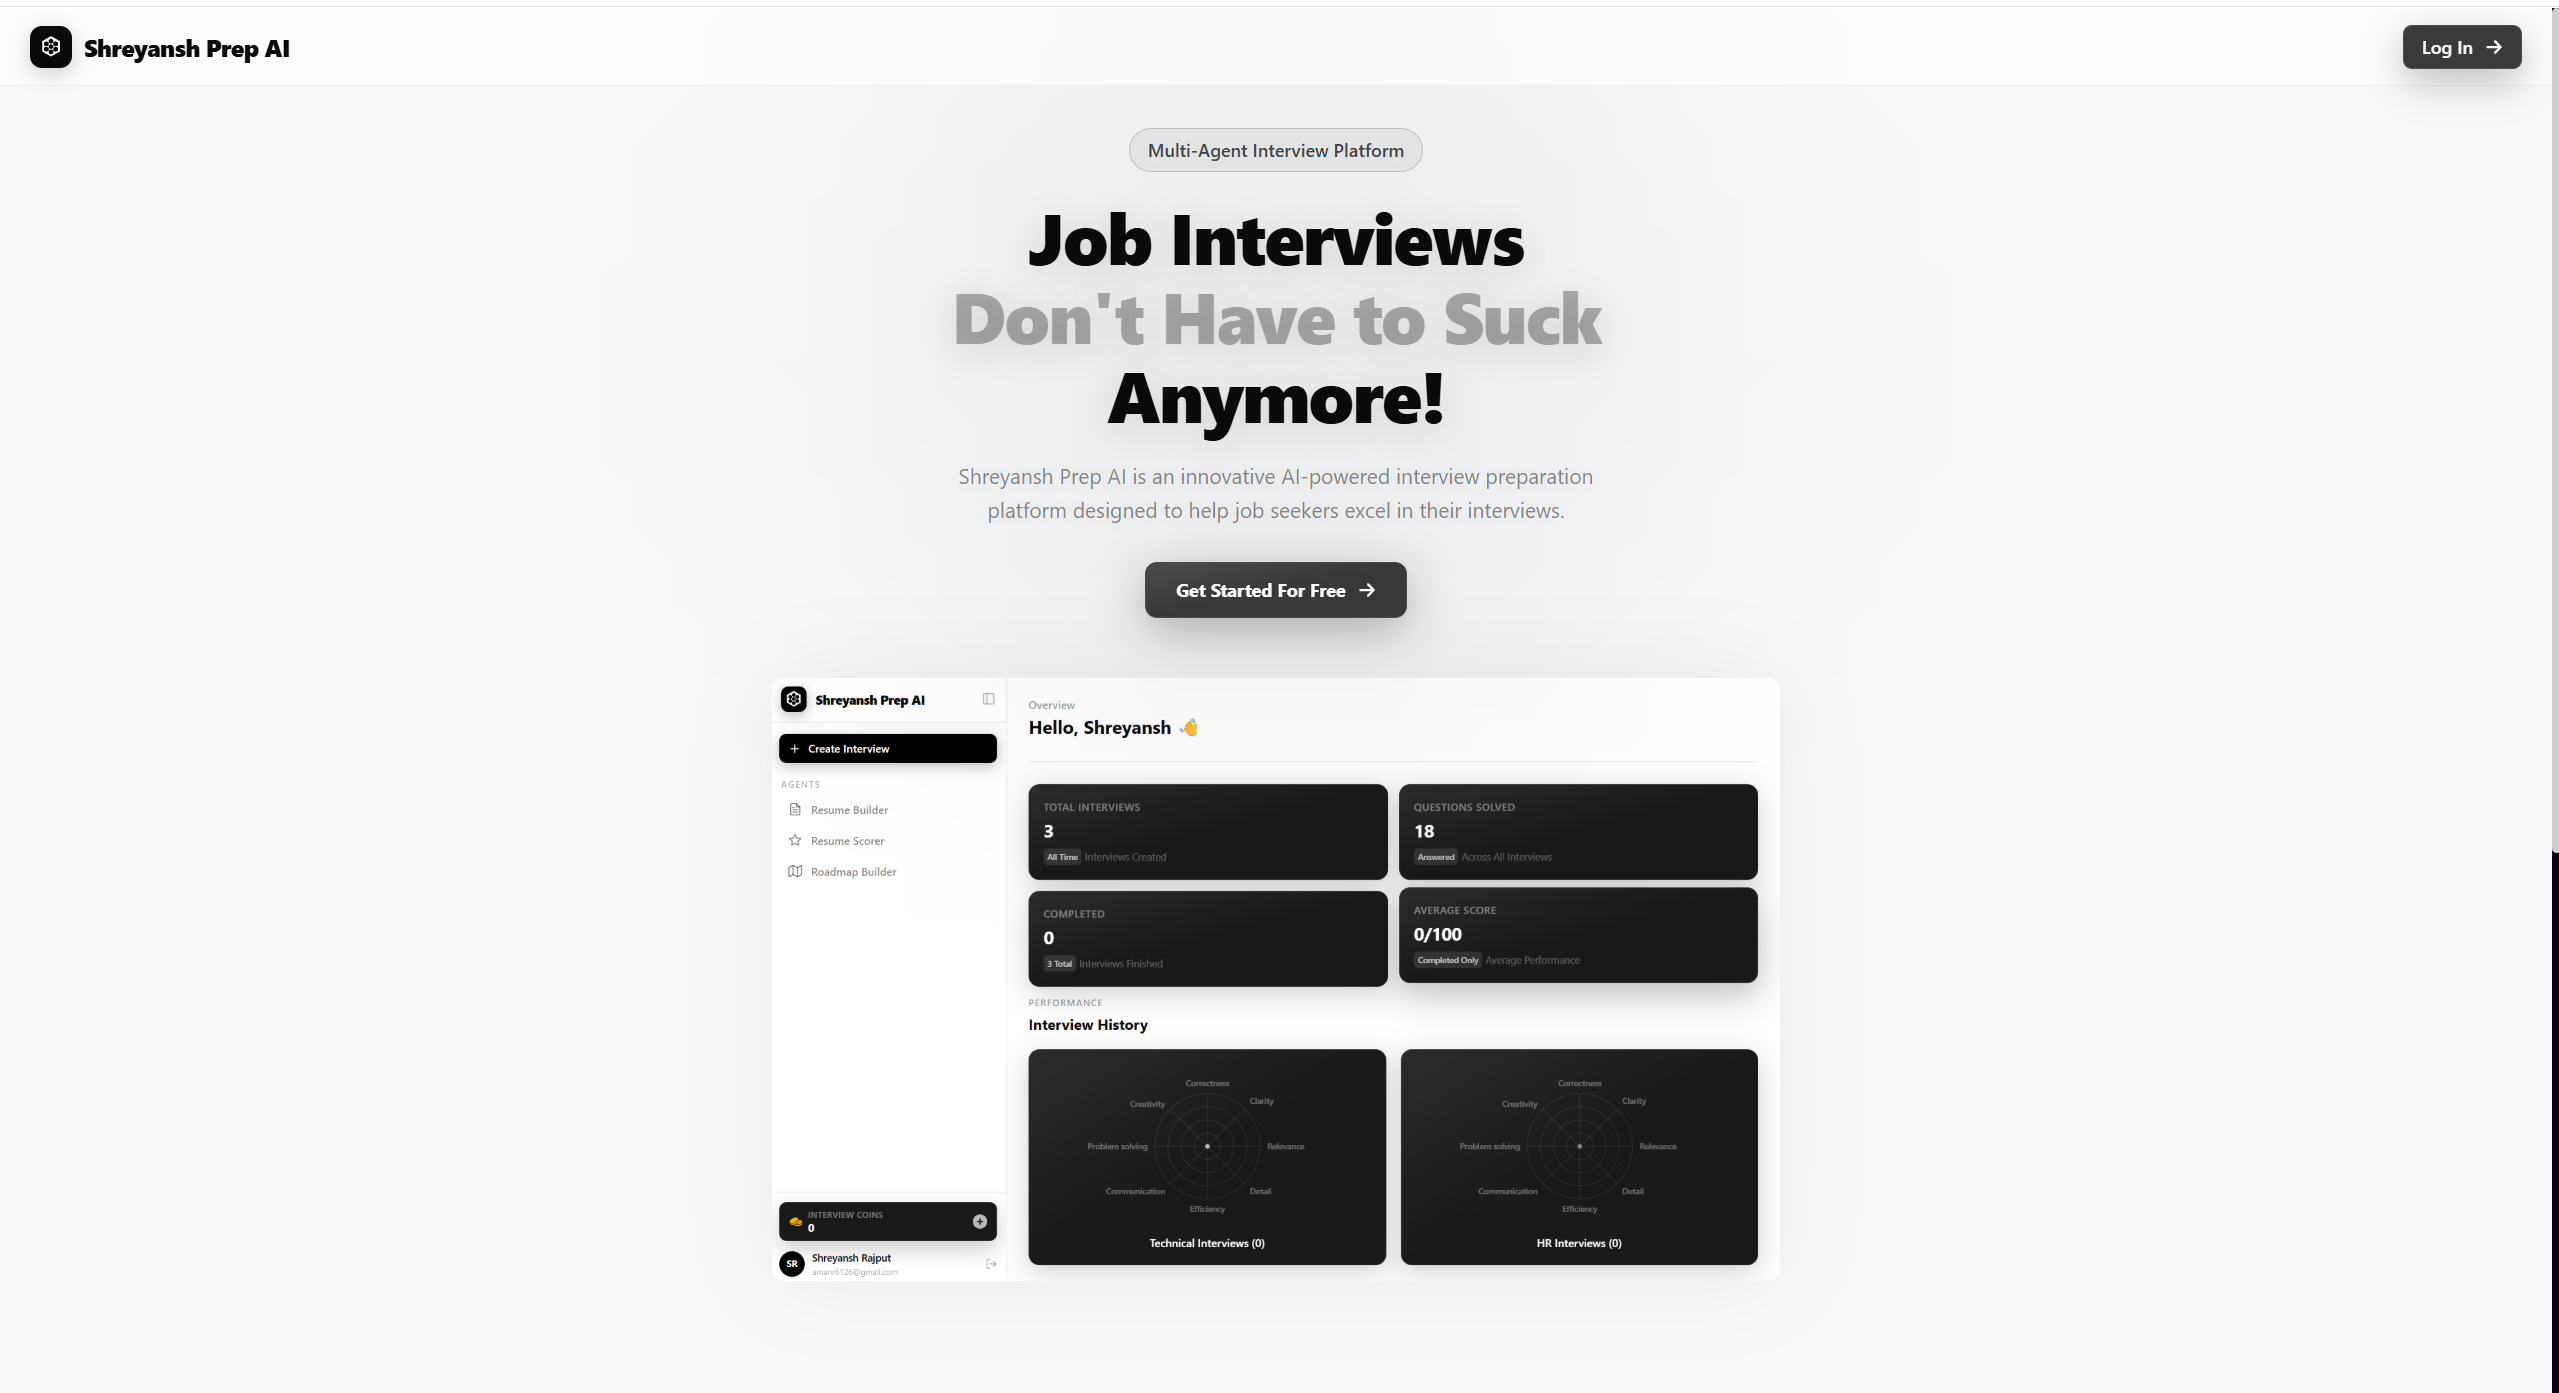 Shreyansh Prep AI
Log In
Multi-Agent Interview Platform
Job Interviews
Don't Have to Suck
Anymore!
Shreyansh Prep AI is an innovative AI-powered interview preparation
platform designed to help job seekers excel in their interviews.
Get Started For Free
Shreyansh Prep AI
Create Interview
AGENTS
Resume Builder
Resume Scorer
Roadmap Builder
INTERVIEW COINS
0
SR
Shreyansh Rajput
amanr6126@gmail.com
Overview
Hello, Shreyansh 👋
TOTAL INTERVIEWS
3
All Time Interviews Created
QUESTIONS SOLVED
18
Answered Across All Interviews
COMPLETED
0
3 Total Interviews Finished
AVERAGE SCORE
0/100
Completed Only Average Performance
PERFORMANCE
Interview History
Correctness
Creativity
Clarity
Problem solving
Relevance
Communication
Detail
Efficiency
Technical Interviews (0)
Correctness
Creativity
Clarity
Problem solving
Relevance
Communication
Detail
Efficiency
HR Interviews (0)